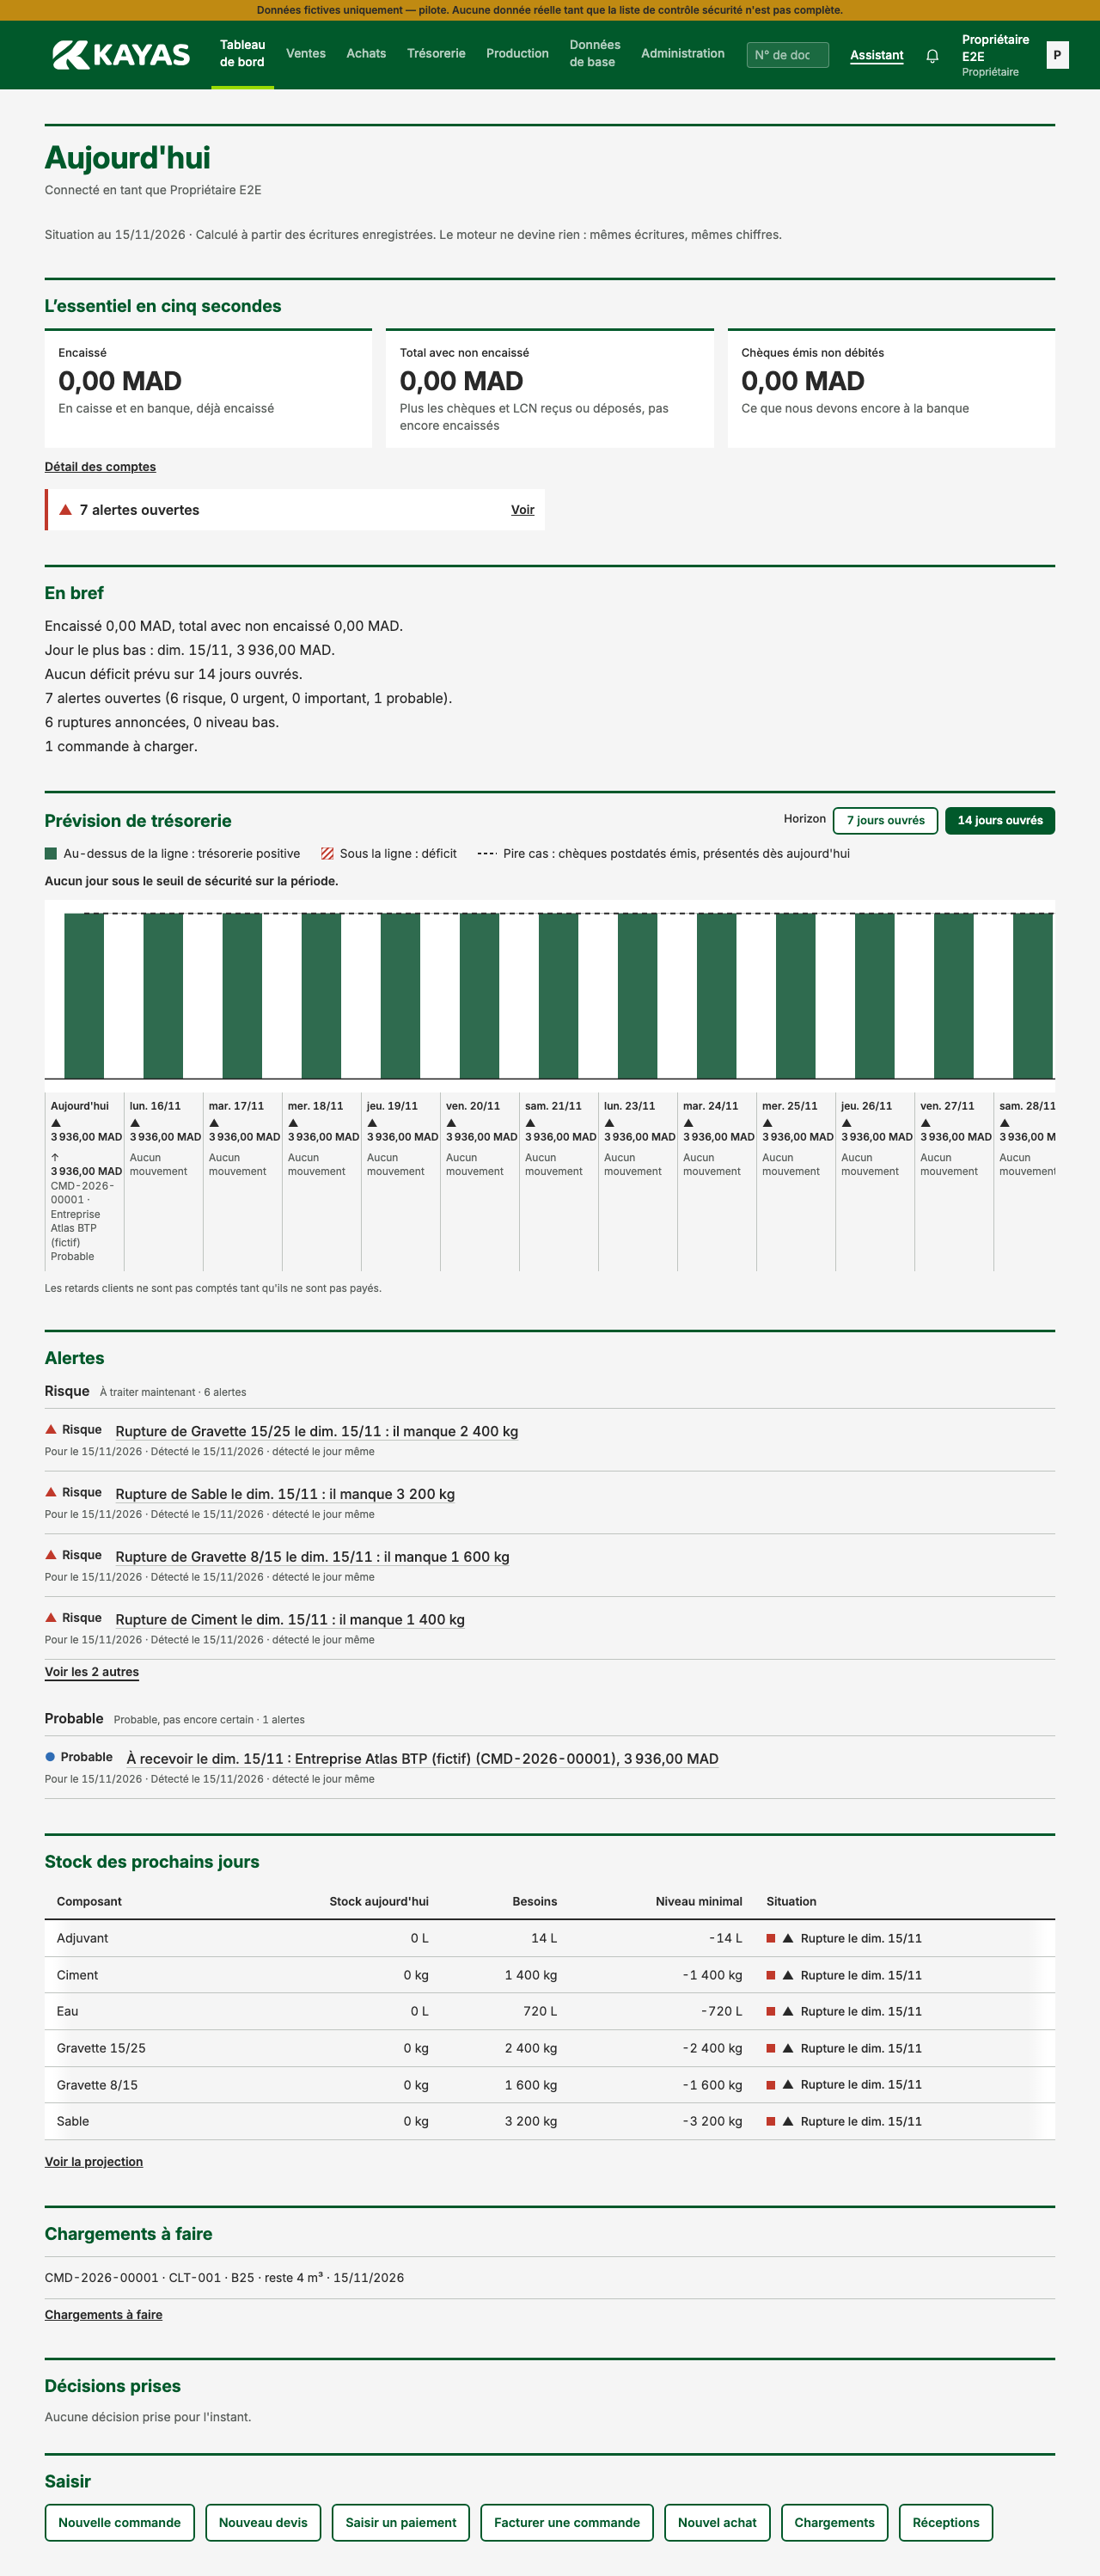 Données fictives uniquement — pilote. Aucune donnée réelle tant que la liste de contrôle sécurité n'est pas complète.
KAYAS
Tableau de bord
Ventes
Achats
Trésorerie
Production
Données de base
Administration
N° de doc
Assistant
Propriétaire E2E
Propriétaire
P
Aujourd'hui
Connecté en tant que Propriétaire E2E
Situation au 15/11/2026 · Calculé à partir des écritures enregistrées. Le moteur ne devine rien : mêmes écritures, mêmes chiffres.
L’essentiel en cinq secondes
Encaissé
0,00 MAD
En caisse et en banque, déjà encaissé
Total avec non encaissé
0,00 MAD
Plus les chèques et LCN reçus ou déposés, pas
encore encaissés
Chèques émis non débités
0,00 MAD
Ce que nous devons encore à la banque
Détail des comptes
▲ 7 alertes ouvertes
Voir
En bref
Encaissé 0,00 MAD, total avec non encaissé 0,00 MAD.
Jour le plus bas : dim. 15/11, 3 936,00 MAD.
Aucun déficit prévu sur 14 jours ouvrés.
7 alertes ouvertes (6 risque, 0 urgent, 0 important, 1 probable).
6 ruptures annoncées, 0 niveau bas.
1 commande à charger.
Prévision de trésorerie
Horizon
7 jours ouvrés
14 jours ouvrés
Au-dessus de la ligne : trésorerie positive
Sous la ligne : déficit
Pire cas : chèques postdatés émis, présentés dès aujourd'hui
Aucun jour sous le seuil de sécurité sur la période.
Aujourd'hui
▲
3 936,00 MAD
↑
3 936,00 MAD
CMD-2026-
00001 ·
Entreprise
Atlas BTP
(fictif)
Probable
lun. 16/11
▲
3 936,00 MAD
Aucun
mouvement
mar. 17/11
▲
3 936,00 MAD
Aucun
mouvement
mer. 18/11
▲
3 936,00 MAD
Aucun
mouvement
jeu. 19/11
▲
3 936,00 MAD
Aucun
mouvement
ven. 20/11
▲
3 936,00 MAD
Aucun
mouvement
sam. 21/11
▲
3 936,00 MAD
Aucun
mouvement
lun. 23/11
▲
3 936,00 MAD
Aucun
mouvement
mar. 24/11
▲
3 936,00 MAD
Aucun
mouvement
mer. 25/11
▲
3 936,00 MAD
Aucun
mouvement
jeu. 26/11
▲
3 936,00 MAD
Aucun
mouvement
ven. 27/11
▲
3 936,00 MAD
Aucun
mouvement
sam. 28/11
▲
3 936,00 M
Aucun
mouvement
Les retards clients ne sont pas comptés tant qu'ils ne sont pas payés.
Alertes
Risque À traiter maintenant · 6 alertes
▲ Risque Rupture de Gravette 15/25 le dim. 15/11 : il manque 2 400 kg
Pour le 15/11/2026 · Détecté le 15/11/2026 · détecté le jour même
▲ Risque Rupture de Sable le dim. 15/11 : il manque 3 200 kg
Pour le 15/11/2026 · Détecté le 15/11/2026 · détecté le jour même
▲ Risque Rupture de Gravette 8/15 le dim. 15/11 : il manque 1 600 kg
Pour le 15/11/2026 · Détecté le 15/11/2026 · détecté le jour même
▲ Risque Rupture de Ciment le dim. 15/11 : il manque 1 400 kg
Pour le 15/11/2026 · Détecté le 15/11/2026 · détecté le jour même
Voir les 2 autres
Probable Probable, pas encore certain · 1 alertes
● Probable À recevoir le dim. 15/11 : Entreprise Atlas BTP (fictif) (CMD-2026-00001), 3 936,00 MAD
Pour le 15/11/2026 · Détecté le 15/11/2026 · détecté le jour même
Stock des prochains jours
Composant Stock aujourd'hui Besoins Niveau minimal Situation
Adjuvant 0 L 14 L -14 L ■ ▲ Rupture le dim. 15/11
Ciment 0 kg 1 400 kg -1 400 kg ■ ▲ Rupture le dim. 15/11
Eau 0 L 720 L -720 L ■ ▲ Rupture le dim. 15/11
Gravette 15/25 0 kg 2 400 kg -2 400 kg ■ ▲ Rupture le dim. 15/11
Gravette 8/15 0 kg 1 600 kg -1 600 kg ■ ▲ Rupture le dim. 15/11
Sable 0 kg 3 200 kg -3 200 kg ■ ▲ Rupture le dim. 15/11
Voir la projection
Chargements à faire
CMD-2026-00001 · CLT-001 · B25 · reste 4 m³ · 15/11/2026
Chargements à faire
Décisions prises
Aucune décision prise pour l'instant.
Saisir
Nouvelle commande
Nouveau devis
Saisir un paiement
Facturer une commande
Nouvel achat
Chargements
Réceptions